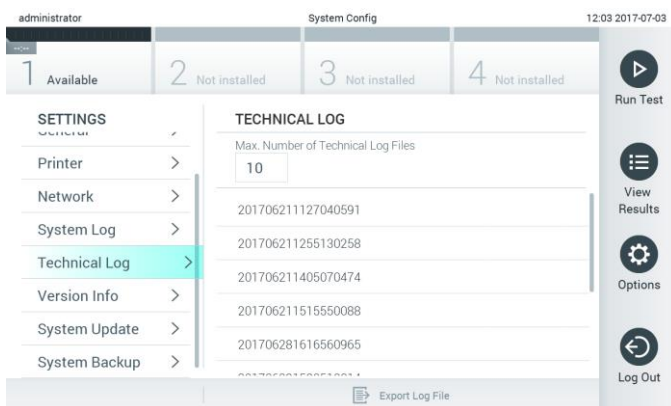 administrator
System Config
12:03 2017-07-03
1 Available
2 Not installed
3 Not installed
4 Not installed
Run Test
SETTINGS
General
Printer
Network
System Log
Technical Log
Version Info
System Update
System Backup
TECHNICAL LOG
Max. Number of Technical Log Files
10
201706211127040591
201706211255130258
201706211405070474
201706211515550088
201706281616560965
Export Log File
View
Results
Options
Log Out